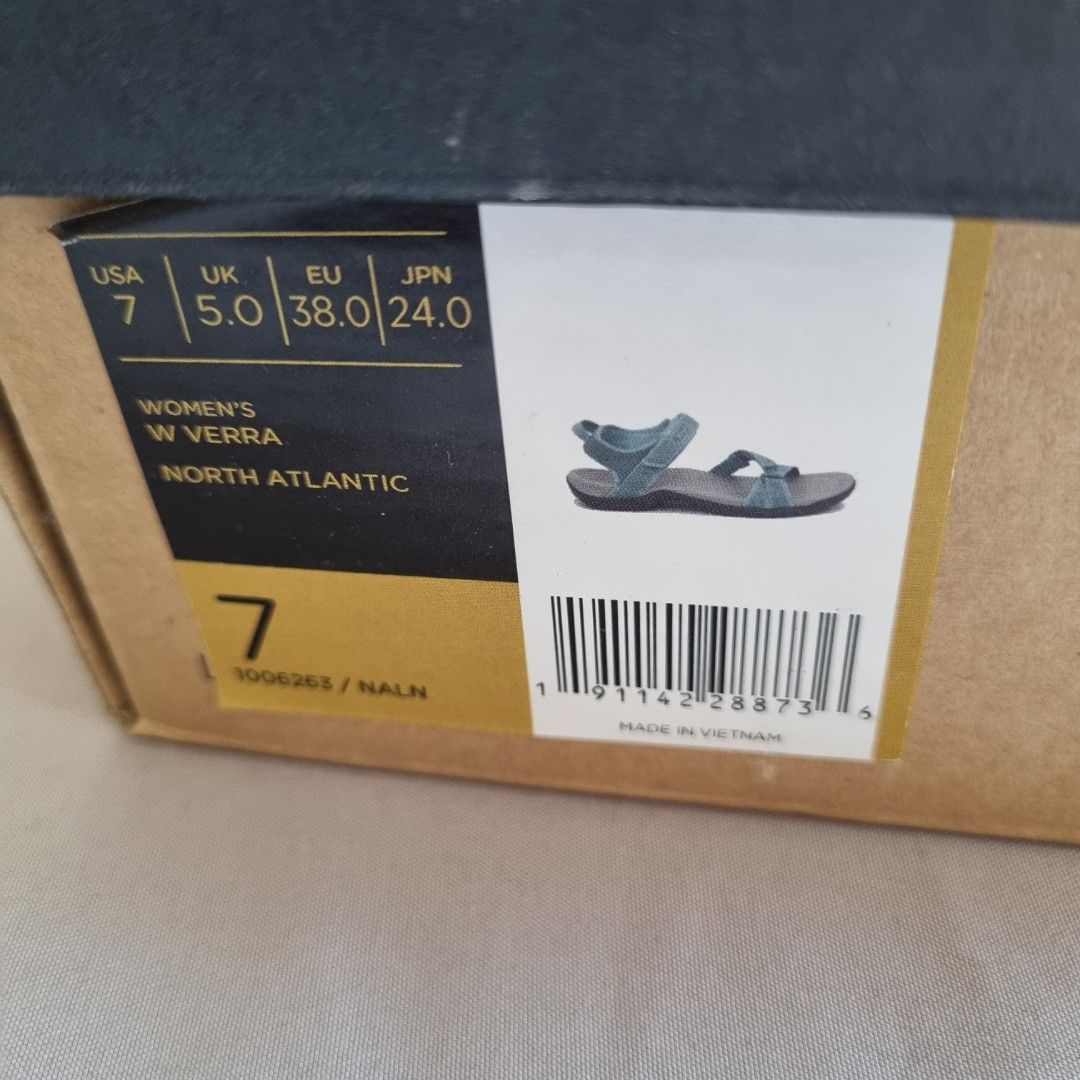 USA UK EU JPN
7 5.0 38.0 24.0
WOMEN'S
W VERRA
NORTH ATLANTIC
7
1006263 / NALN
1 91142 28873 6
MADE IN VIETNAM